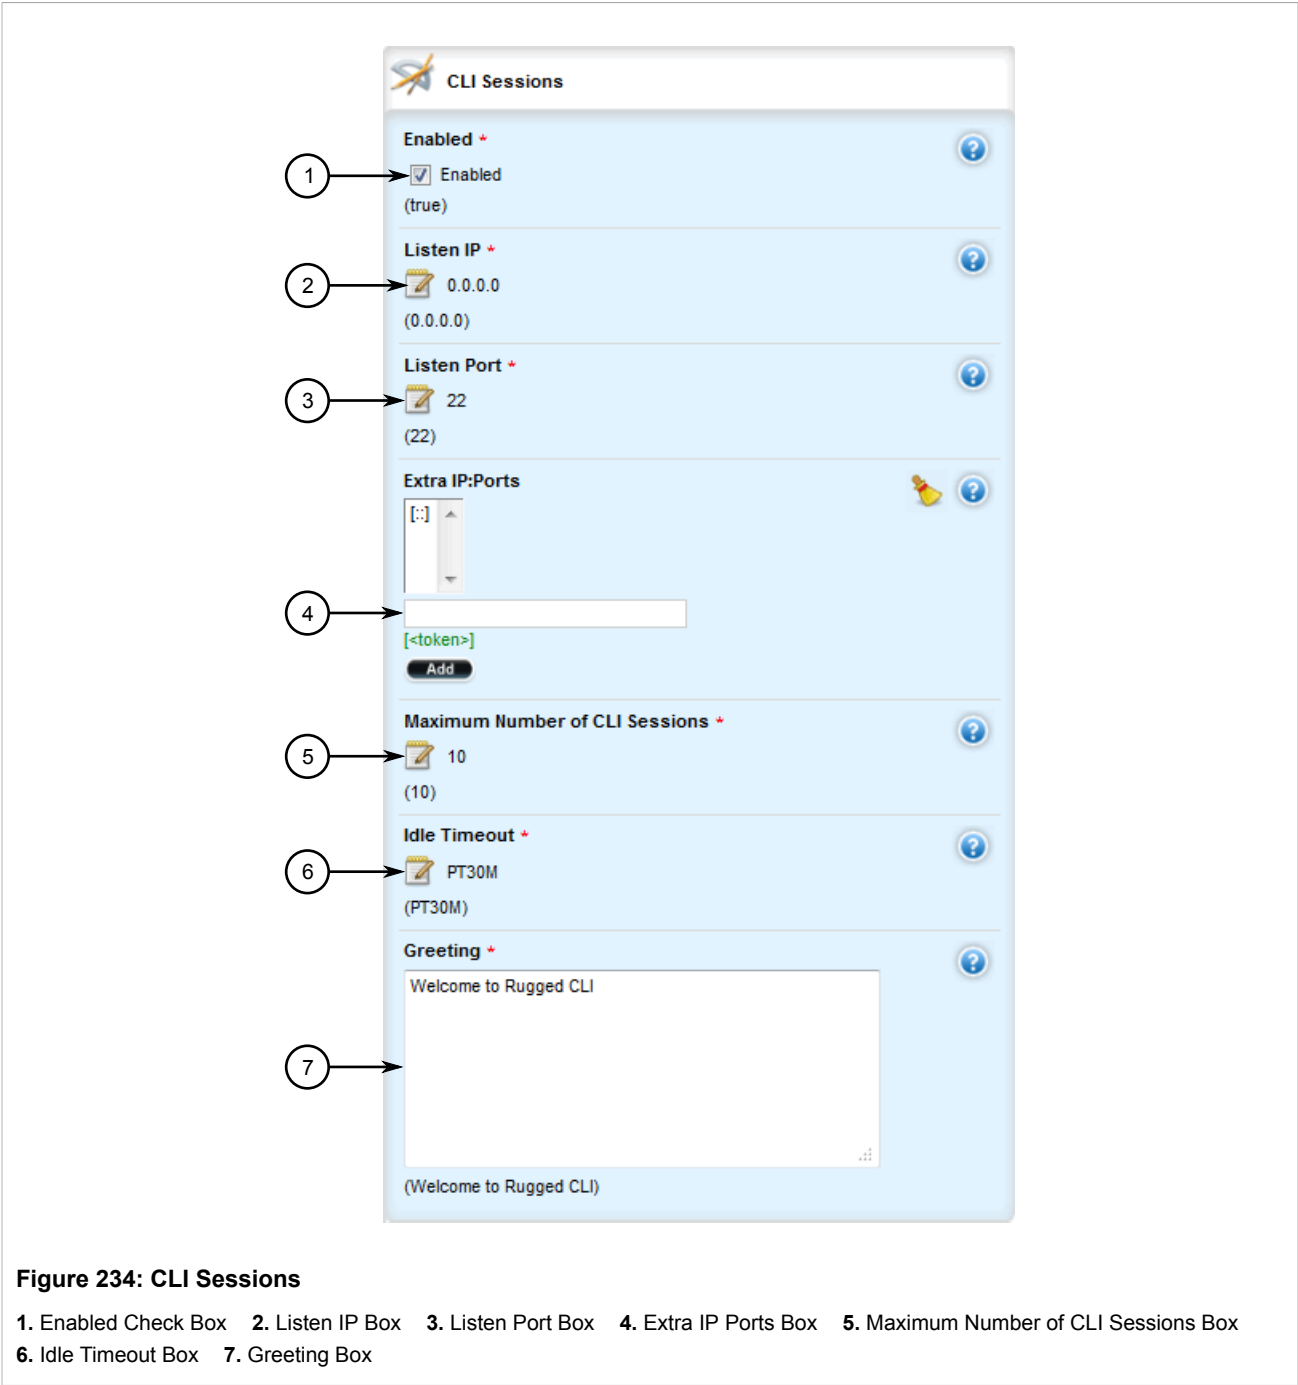 CLI Sessions
Enabled *
1
Enabled
(true)
Listen IP *
2
0.0.0.0
(0.0.0.0)
Listen Port *
3
22
(22)
Extra IP:Ports
[::]
4
[<token>]
Add
Maximum Number of CLI Sessions *
5
10
(10)
Idle Timeout *
6
PT30M
(PT30M)
Greeting *
Welcome to Rugged CLI
7
(Welcome to Rugged CLI)
Figure 234: CLI Sessions
1. Enabled Check Box 2. Listen IP Box 3. Listen Port Box 4. Extra IP Ports Box 5. Maximum Number of CLI Sessions Box
6. Idle Timeout Box 7. Greeting Box